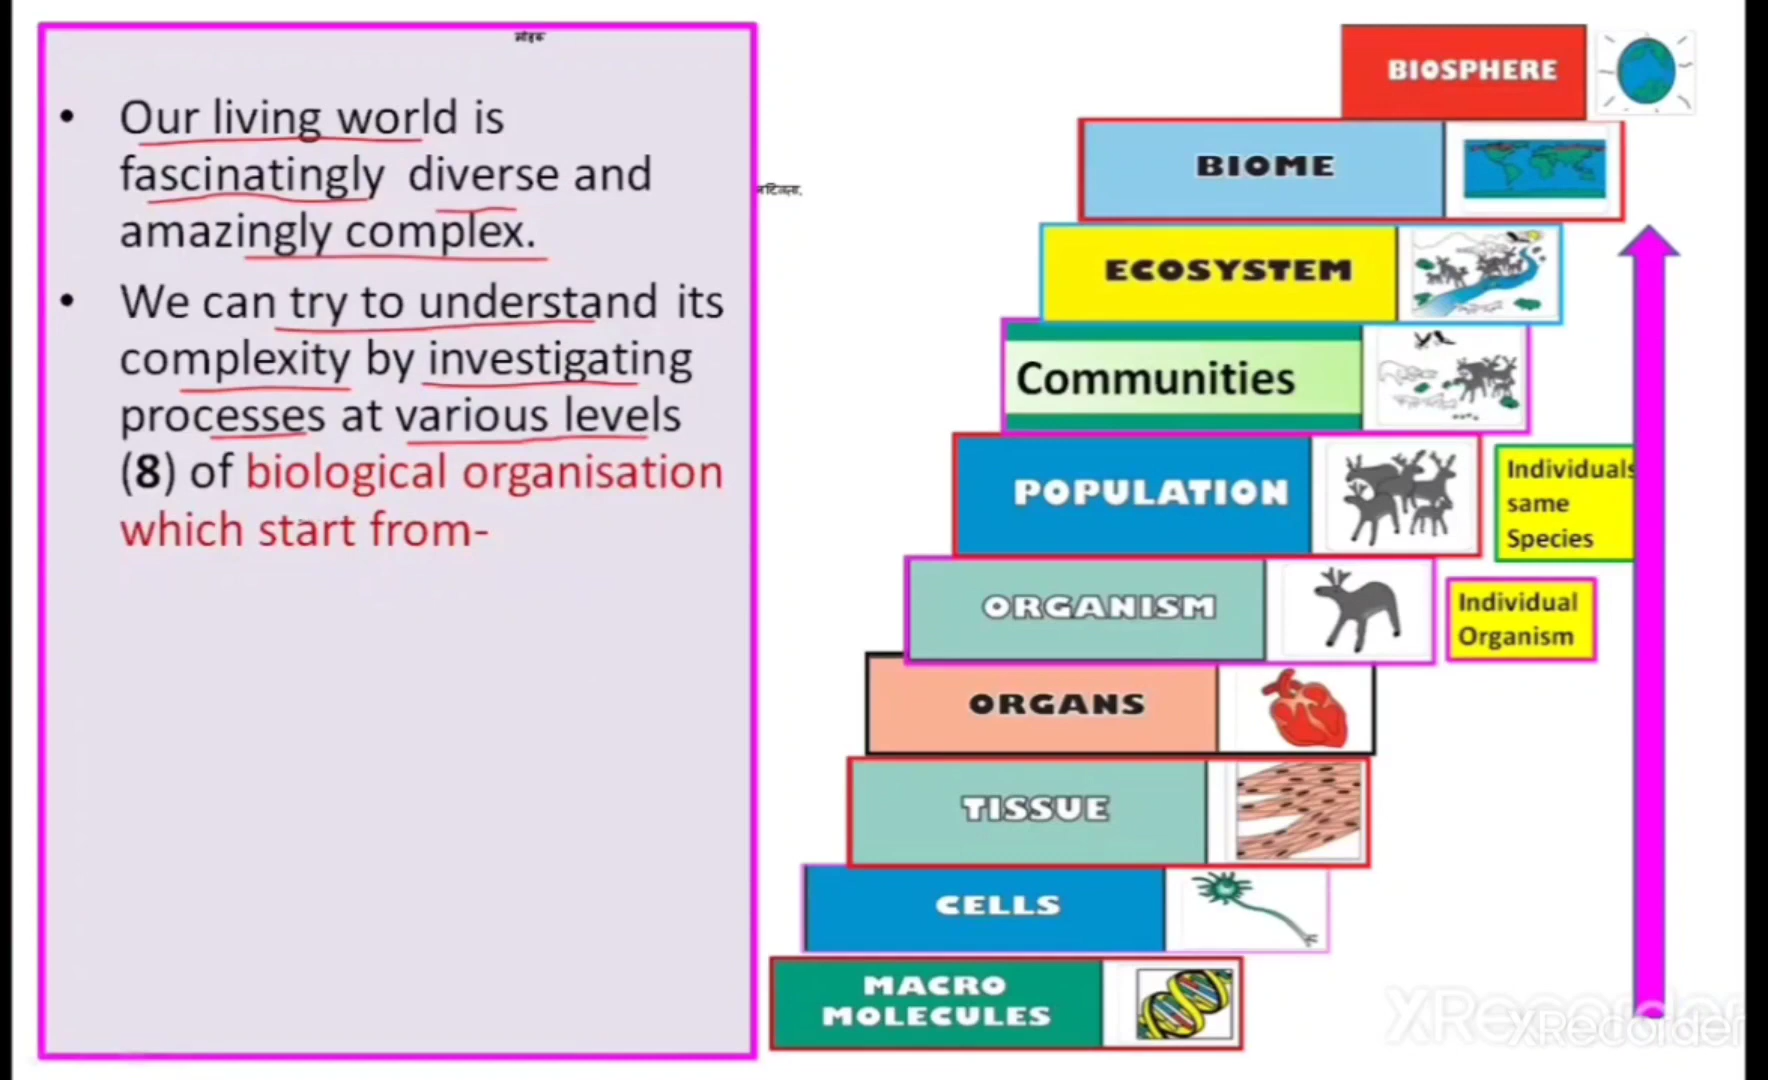 • Our living world is
fascinatingly diverse and
amazingly complex.
• We can try to understand its
complexity by investigating
processes at various levels
(8) of biological organisation
which start from-
BIOSPHERE
BIOME
ECOSYSTEM
Communities
POPULATION
Individuals
same
Species
ORGANISM
Individual
Organism
ORGANS
TISSUE
CELLS
MACRO
MOLECULES
XRecorder
XRecorder